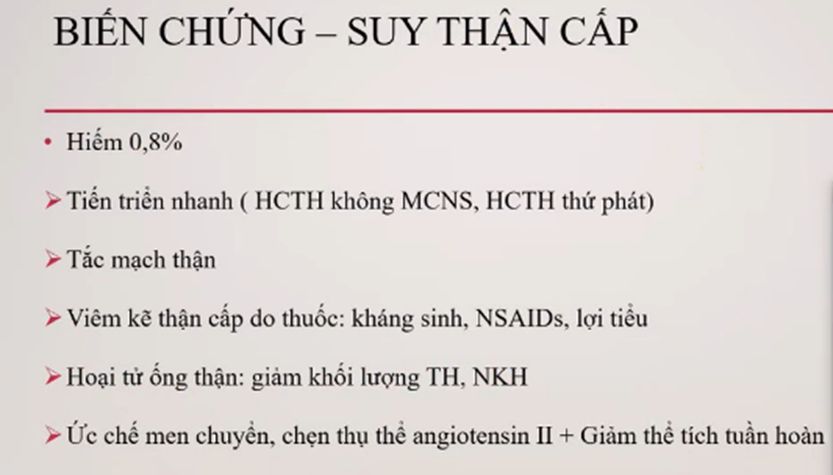 BIẾN CHỨNG – SUY THẬN CẤP
• Hiếm 0,8%
➢ Tiến triển nhanh ( HCTH không MCNS, HCTH thứ phát)
➢ Tắc mạch thận
➢ Viêm kẽ thận cấp do thuốc: kháng sinh, NSAIDs, lợi tiểu
➢ Hoại tử ống thận: giảm khối lượng TH, NKH
➢ Ức chế men chuyển, chẹn thụ thể angiotensin II + Giảm thể tích tuần hoàn